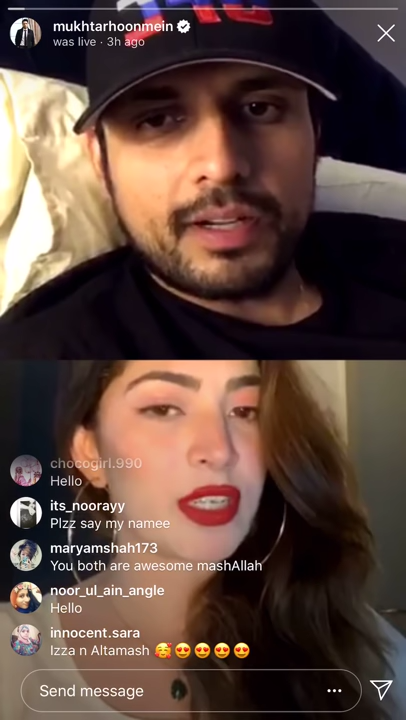 mukhtarhoonmein
was live · 3h ago
chocogirl.990
Hello
its_noorayy
Plzz say my namee
maryamshah173
You both are awesome mashAllah
noor_ul_ain_angle
Hello
innocent.sara
Izza n Altamash 🥰😍😍😍😍
Send message